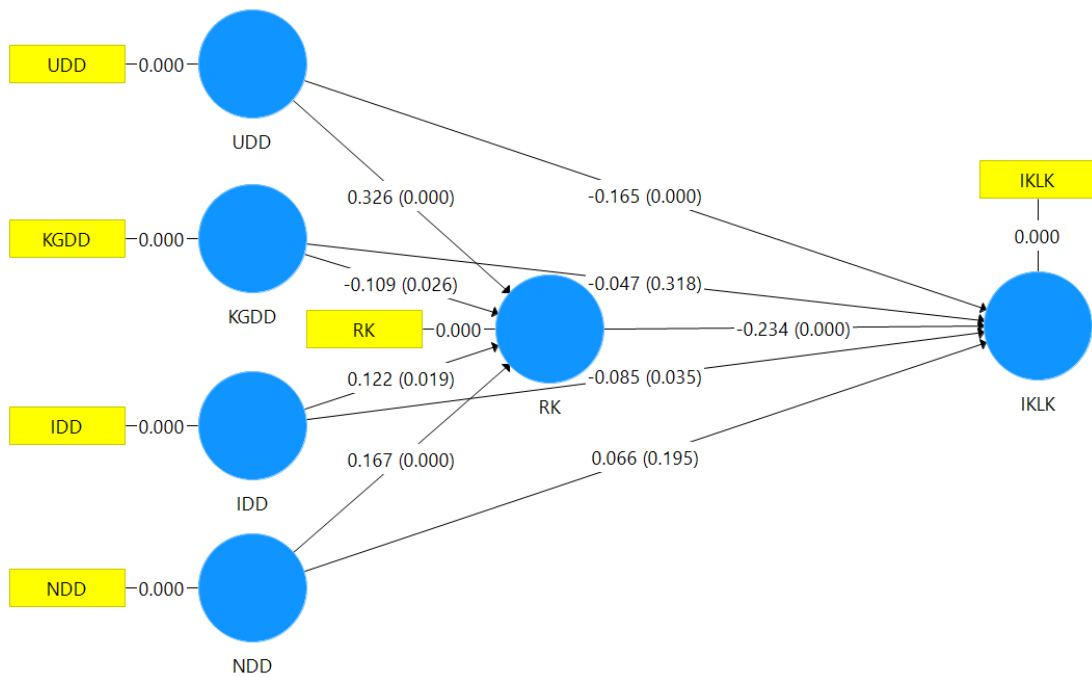 UDD
0.000
UDD
0.326 (0.000)
-0.165 (0.000)
IKLK
0.000
KGDD
0.000
KGDD
-0.109 (0.026)
-0.047 (0.318)
RK
0.000
RK
-0.234 (0.000)
IKLK
0.122 (0.019)
-0.085 (0.035)
IDD
0.000
IDD
0.167 (0.000)
0.066 (0.195)
NDD
0.000
NDD